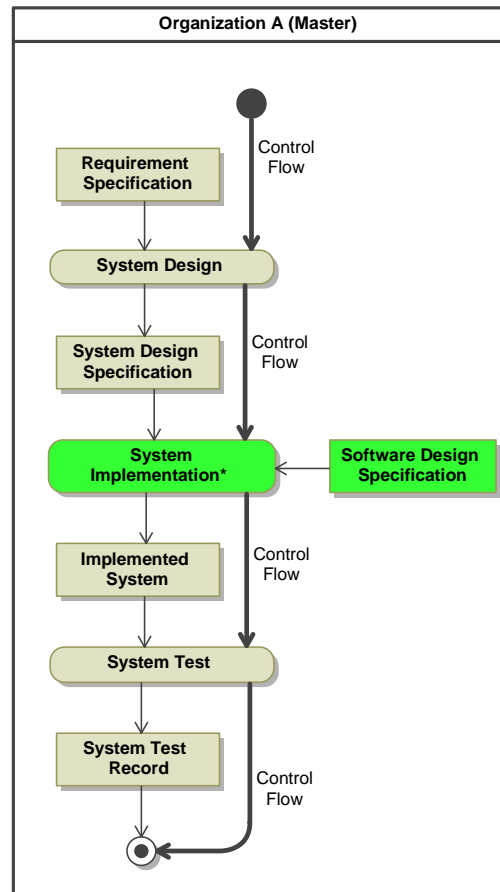 Organization A (Master)
Control
Flow
Requirement
Specification
System Design
Control
Flow
System Design
Specification
System
Implementation*
Software Design
Specification
Control
Flow
Implemented
System
System Test
System Test
Record
Control
Flow